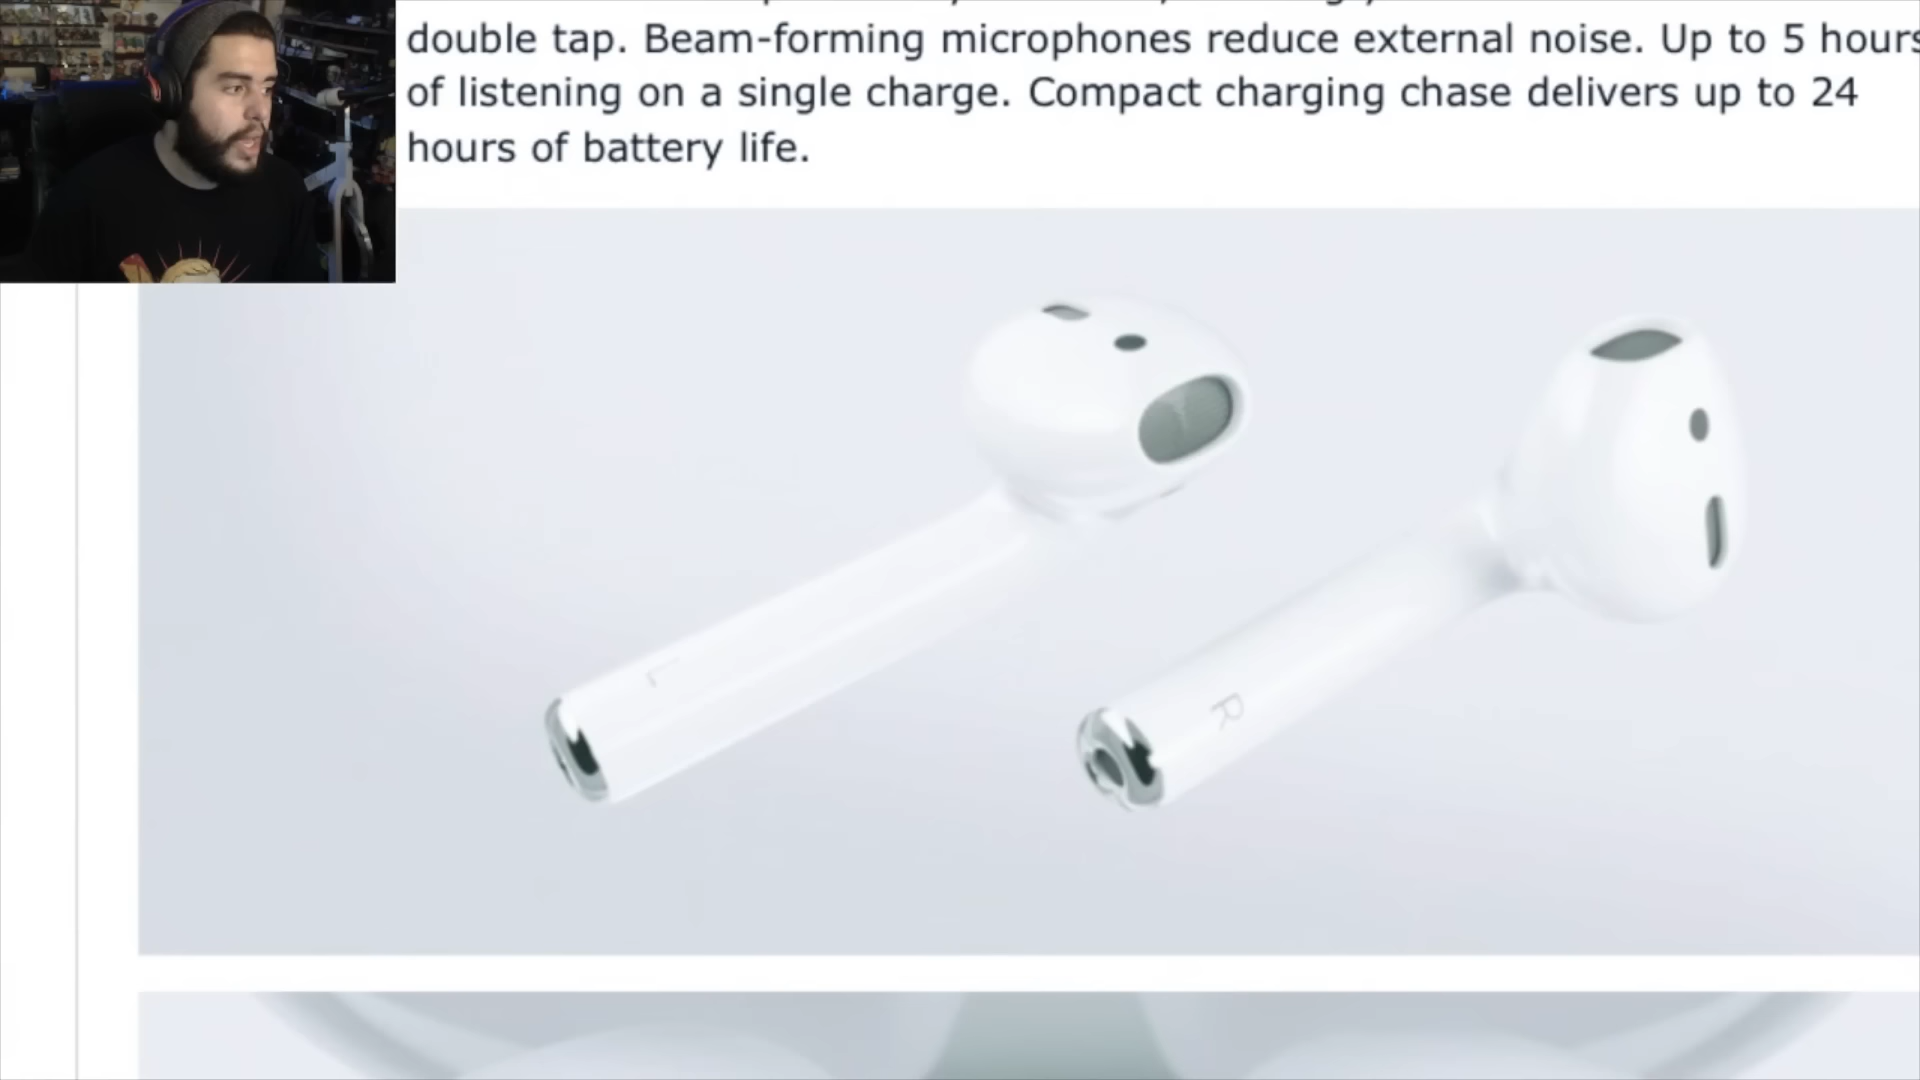 double tap. Beam-forming microphones reduce external noise. Up to 5 hours
of listening on a single charge. Compact charging chase delivers up to 24
hours of battery life.
L
R